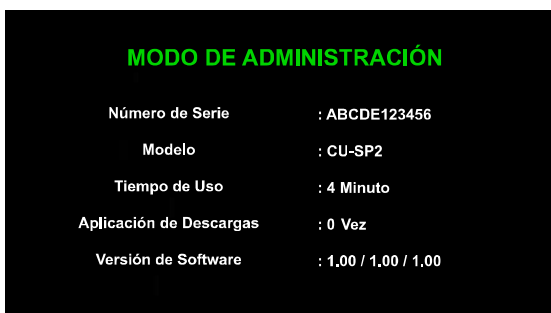 MODO DE ADMINISTRACIÓN
Número de Serie : ABCDE123456
Modelo : CU-SP2
Tiempo de Uso : 4 Minuto
Aplicación de Descargas : 0 Vez
Versión de Software : 1.00 / 1.00 / 1.00